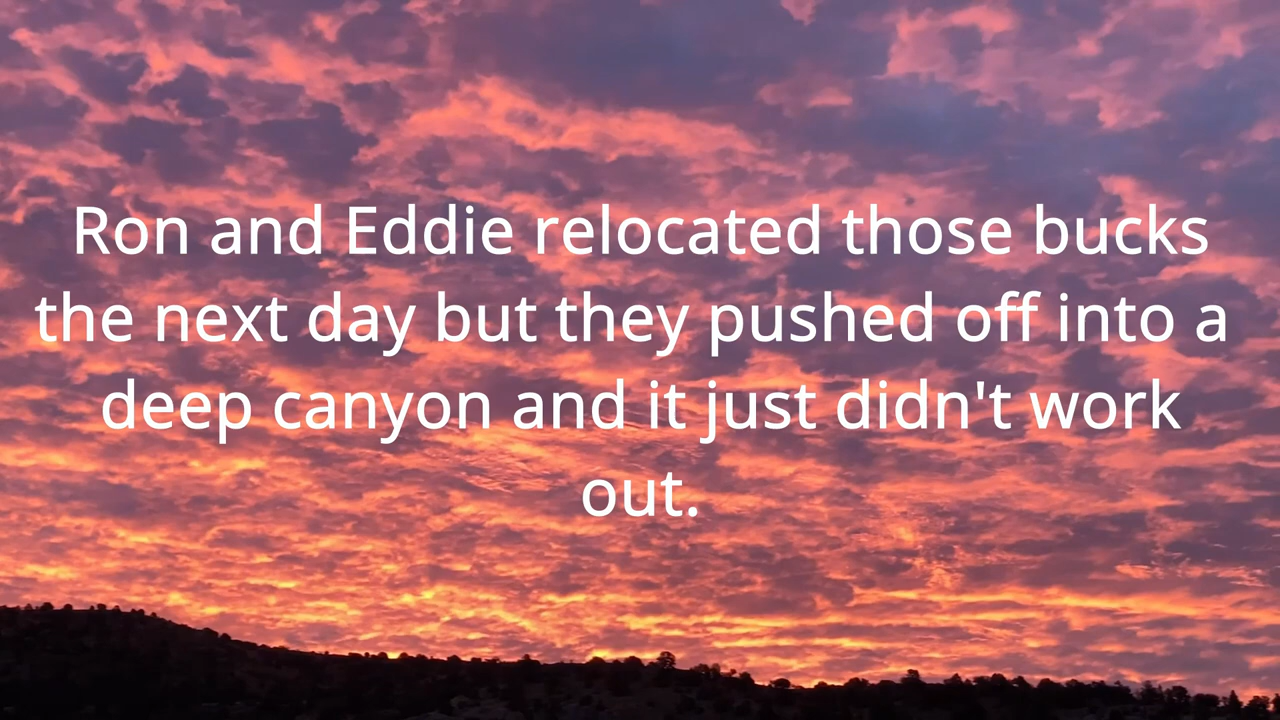 Ron and Eddie relocated those bucks
the next day but they pushed off into a
deep canyon and it just didn't work
out.